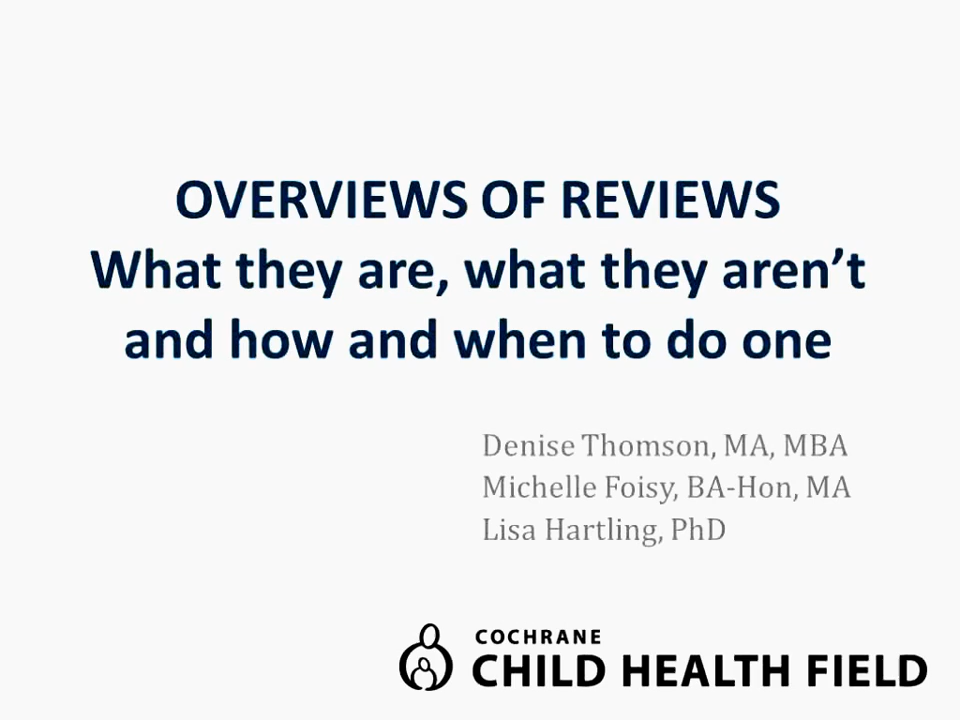 OVERVIEWS OF REVIEWS
What they are, what they aren’t
and how and when to do one
Denise Thomson, MA, MBA
Michelle Foisy, BA-Hon, MA
Lisa Hartling, PhD
COCHRANE
CHILD HEALTH FIELD